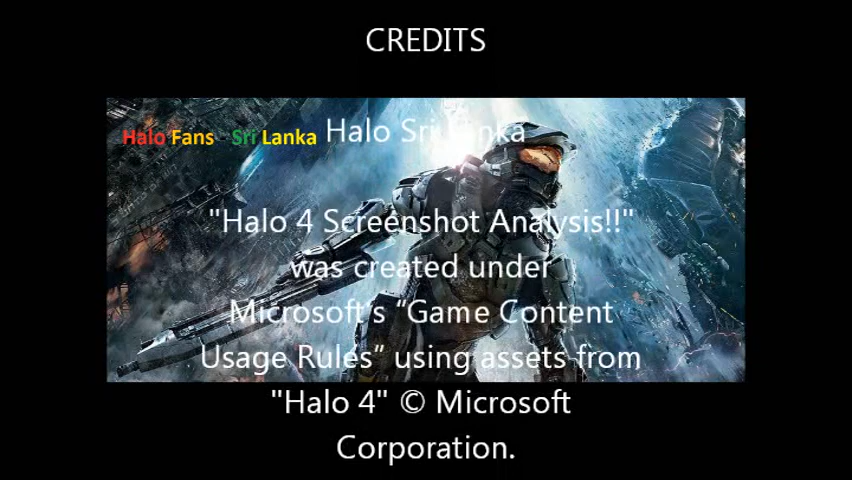 CREDITS
Halo Fans - Sri Lanka
Halo Sri Lanka
"Halo 4 Screenshot Analysis!!"
was created under
Microsoft's “Game Content
Usage Rules” using assets from
"Halo 4" © Microsoft
Corporation.